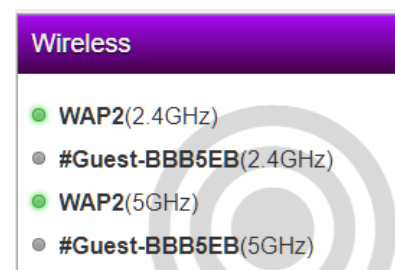 Wireless
WAP2(2.4GHz)
#Guest-BBB5EB(2.4GHz)
WAP2(5GHz)
#Guest-BBB5EB(5GHz)